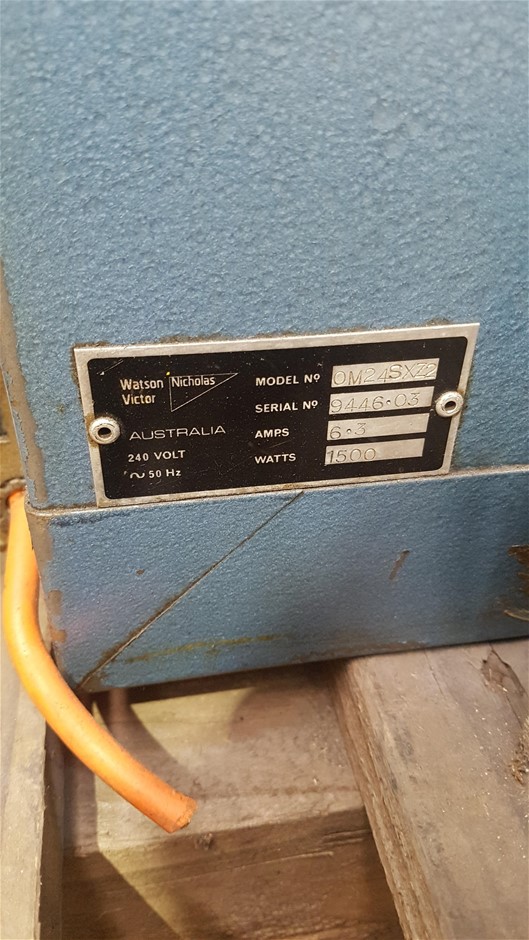 Watson Nicholas
Victor
AUSTRALIA
240 VOLT
∿ 50 Hz
MODEL Nº OM24SXZ2
SERIAL Nº 9446·03
AMPS 6·3
WATTS 1500